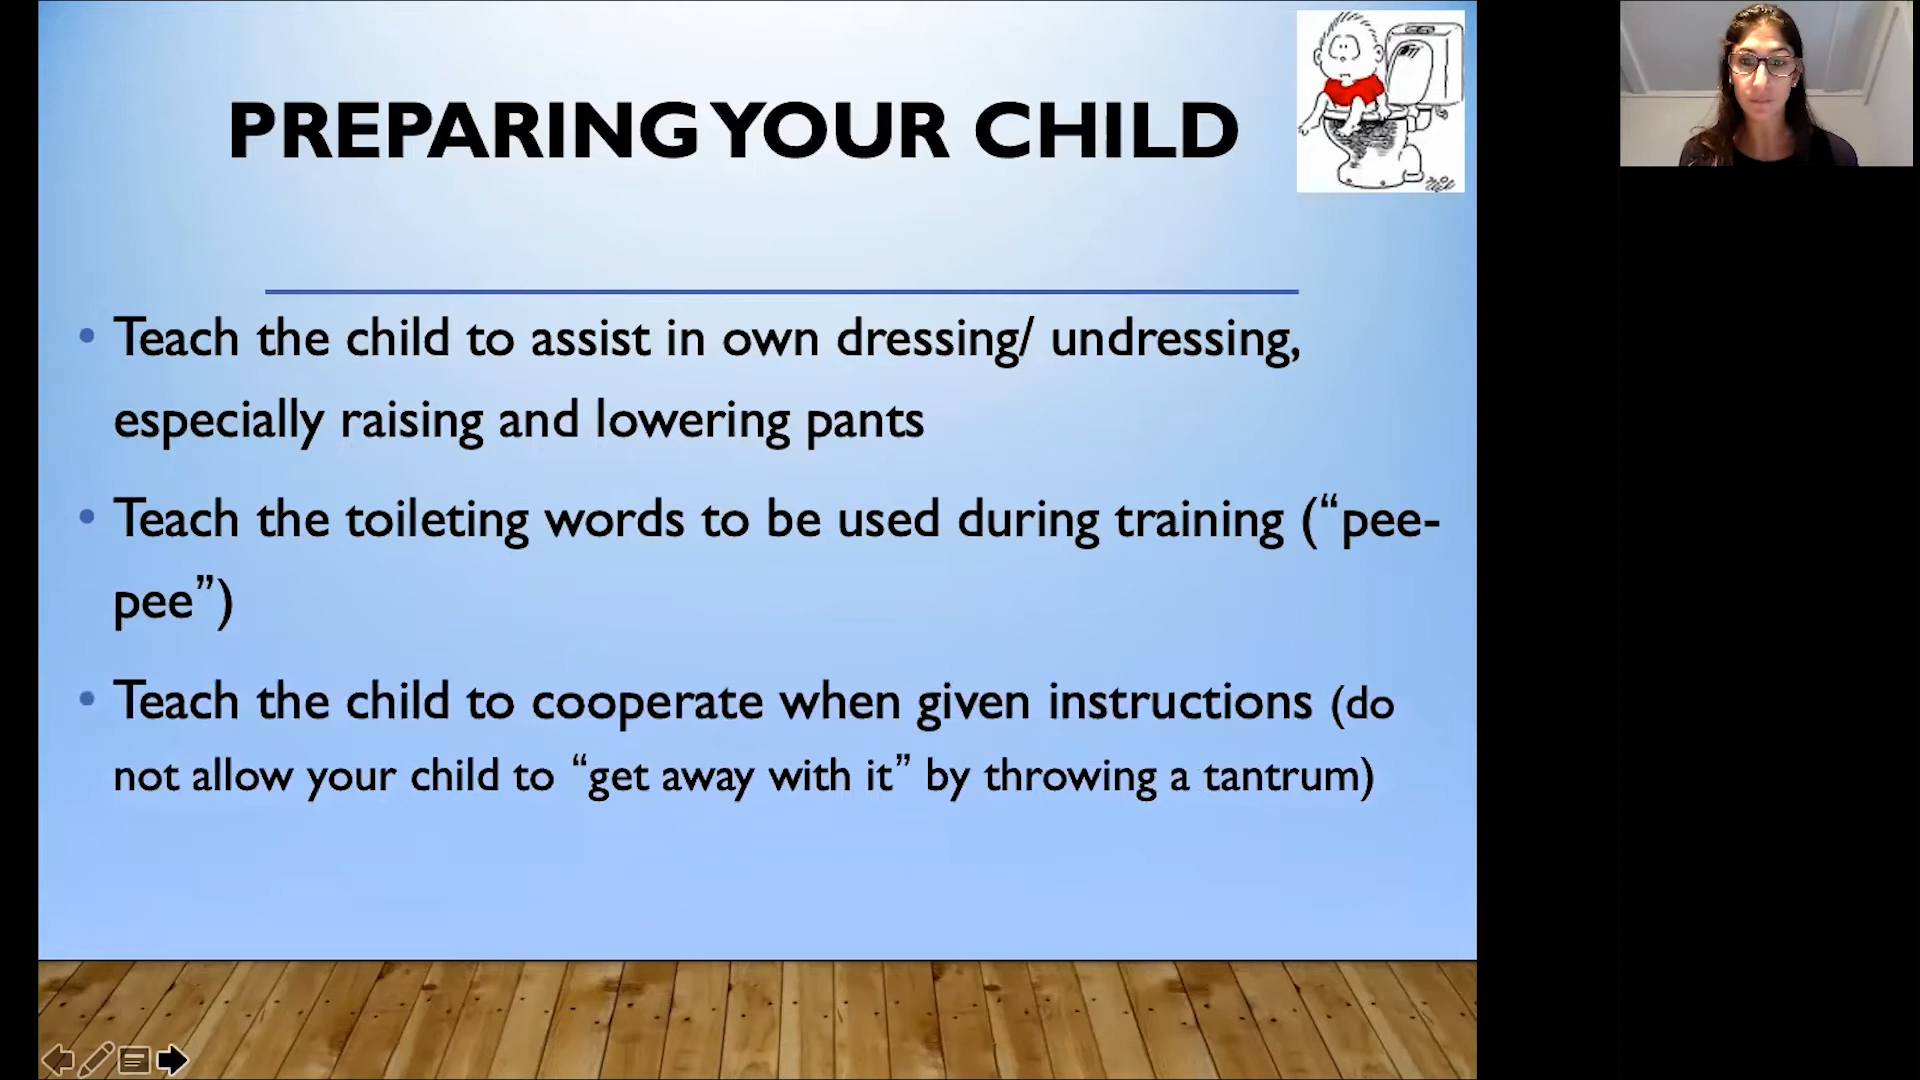 PREPARING YOUR CHILD
• Teach the child to assist in own dressing/ undressing,
especially raising and lowering pants
• Teach the toileting words to be used during training (“pee-
pee”)
• Teach the child to cooperate when given instructions (do
not allow your child to “get away with it” by throwing a tantrum)